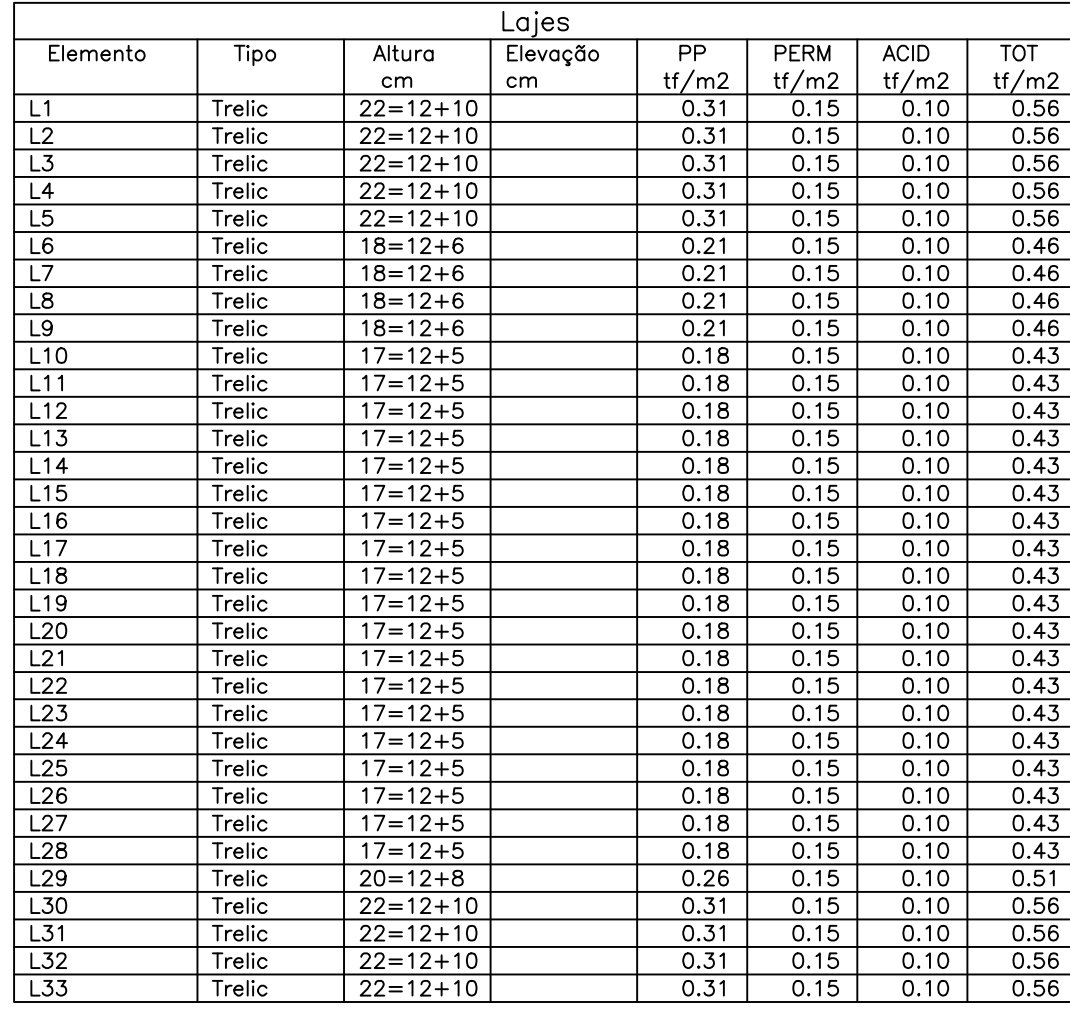 Lajes
Elemento Tipo Altura Elevação PP PERM ACID TOT
cm cm tf/m2 tf/m2 tf/m2 tf/m2
L1 Trelic 22=12+10 0.31 0.15 0.10 0.56
L2 Trelic 22=12+10 0.31 0.15 0.10 0.56
L3 Trelic 22=12+10 0.31 0.15 0.10 0.56
L4 Trelic 22=12+10 0.31 0.15 0.10 0.56
L5 Trelic 22=12+10 0.31 0.15 0.10 0.56
L6 Trelic 18=12+6 0.21 0.15 0.10 0.46
L7 Trelic 18=12+6 0.21 0.15 0.10 0.46
L8 Trelic 18=12+6 0.21 0.15 0.10 0.46
L9 Trelic 18=12+6 0.21 0.15 0.10 0.46
L10 Trelic 17=12+5 0.18 0.15 0.10 0.43
L11 Trelic 17=12+5 0.18 0.15 0.10 0.43
L12 Trelic 17=12+5 0.18 0.15 0.10 0.43
L13 Trelic 17=12+5 0.18 0.15 0.10 0.43
L14 Trelic 17=12+5 0.18 0.15 0.10 0.43
L15 Trelic 17=12+5 0.18 0.15 0.10 0.43
L16 Trelic 17=12+5 0.18 0.15 0.10 0.43
L17 Trelic 17=12+5 0.18 0.15 0.10 0.43
L18 Trelic 17=12+5 0.18 0.15 0.10 0.43
L19 Trelic 17=12+5 0.18 0.15 0.10 0.43
L20 Trelic 17=12+5 0.18 0.15 0.10 0.43
L21 Trelic 17=12+5 0.18 0.15 0.10 0.43
L22 Trelic 17=12+5 0.18 0.15 0.10 0.43
L23 Trelic 17=12+5 0.18 0.15 0.10 0.43
L24 Trelic 17=12+5 0.18 0.15 0.10 0.43
L25 Trelic 17=12+5 0.18 0.15 0.10 0.43
L26 Trelic 17=12+5 0.18 0.15 0.10 0.43
L27 Trelic 17=12+5 0.18 0.15 0.10 0.43
L28 Trelic 17=12+5 0.18 0.15 0.10 0.43
L29 Trelic 20=12+8 0.26 0.15 0.10 0.51
L30 Trelic 22=12+10 0.31 0.15 0.10 0.56
L31 Trelic 22=12+10 0.31 0.15 0.10 0.56
L32 Trelic 22=12+10 0.31 0.15 0.10 0.56
L33 Trelic 22=12+10 0.31 0.15 0.10 0.56